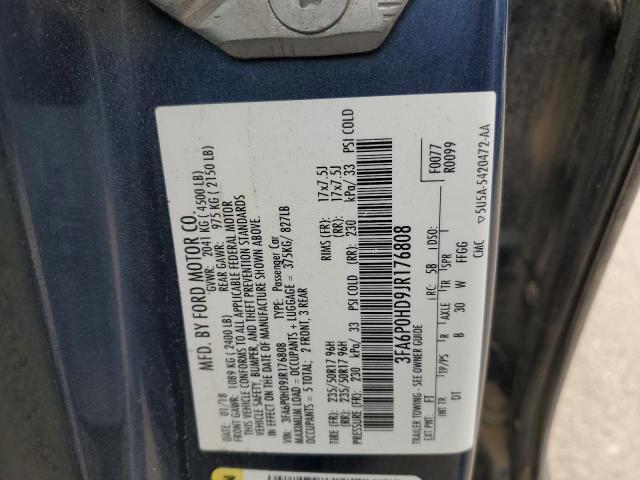 MFD. BY FORD MOTOR CO.
DATE: 01/18 GVWR: 2041 KG (4500 LB)
FRONT GAWR: 1089 KG (2400 LB) REAR GAWR: 975 KG (2150 LB)
THIS VEHICLE CONFORMS TO ALL APPLICABLE FEDERAL MOTOR
VEHICLE SAFETY, BUMPER, AND THEFT PREVENTION STANDARDS
IN EFFECT ON THE DATE OF MANUFACTURE SHOWN ABOVE.
VIN: 3FA6P0HD9JR176808 TYPE: Passenger Car
MAXIMUM LOAD = OCCUPANTS + LUGGAGE = 375KG/ 827LB
OCCUPANTS = 5 TOTAL; 2 FRONT, 3 REAR
TIRE (FR): 235/50R17 96H RIMS (FR): 17x7.5J
(RR): 235/50R17 96H (RR): 17x7.5J
PRESSURE (FR): 230 kPa/ 33 PSI COLD (RR): 230 kPa/ 33 PSI COLD
3FA6P0HD9JR176808
TRAILER TOWING - SEE OWNER GUIDE
F0077
R0099
EXT PNT: FT RC: 58 DSO:
INT TR TP/PS R AXLE TR SPR
DT B 30 W FFGG
CMC ▽5U5A-5420472-AA